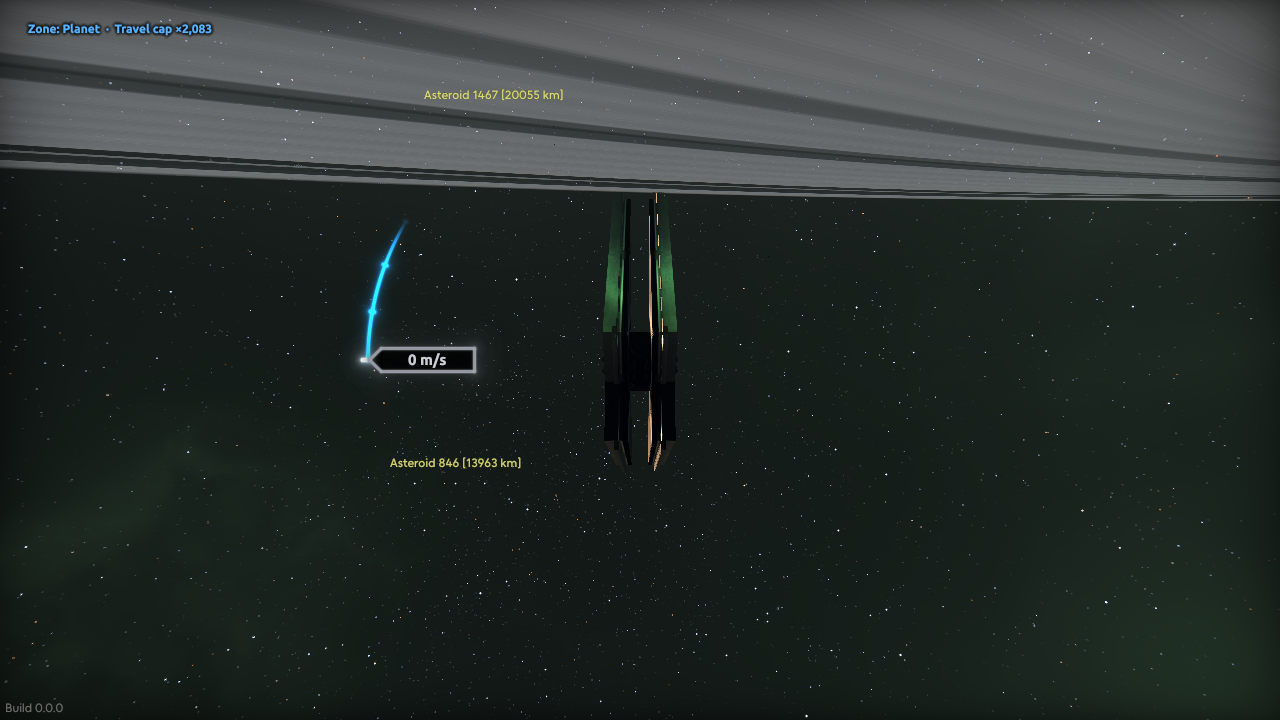 Zone: Planet · Travel cap ×2,083
Asteroid 1467 [20055 km]
0 m/s
Asteroid 846 [13963 km]
Build 0.0.0